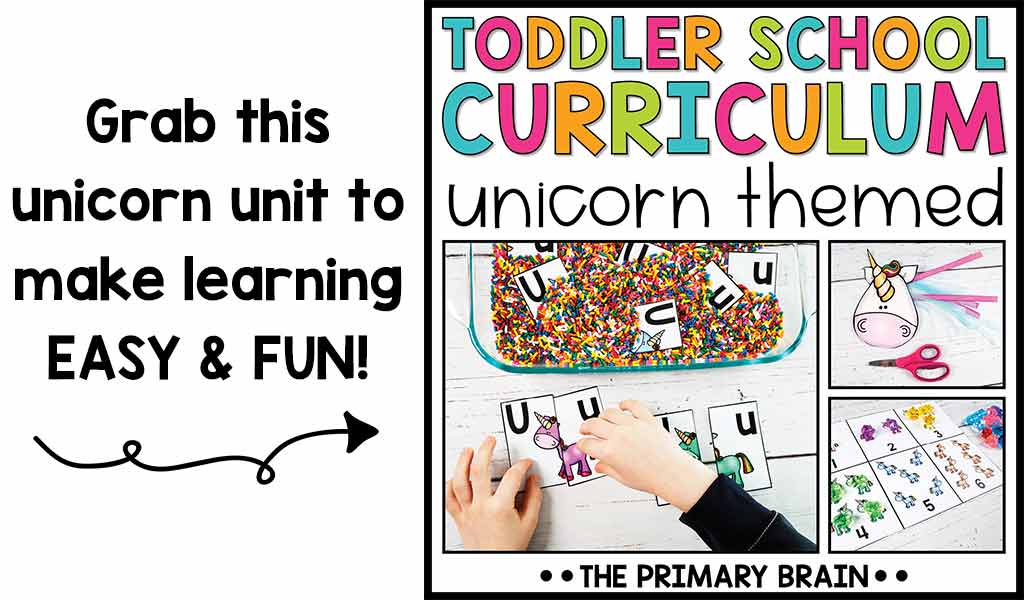 Grab this
unicorn unit to
make learning
EASY & FUN!
TODDLER SCHOOL
CURRICULUM
unicorn themed
u
U
U
u
U
u
u
1
2
3
4
5
6
••THE PRIMARY BRAIN••